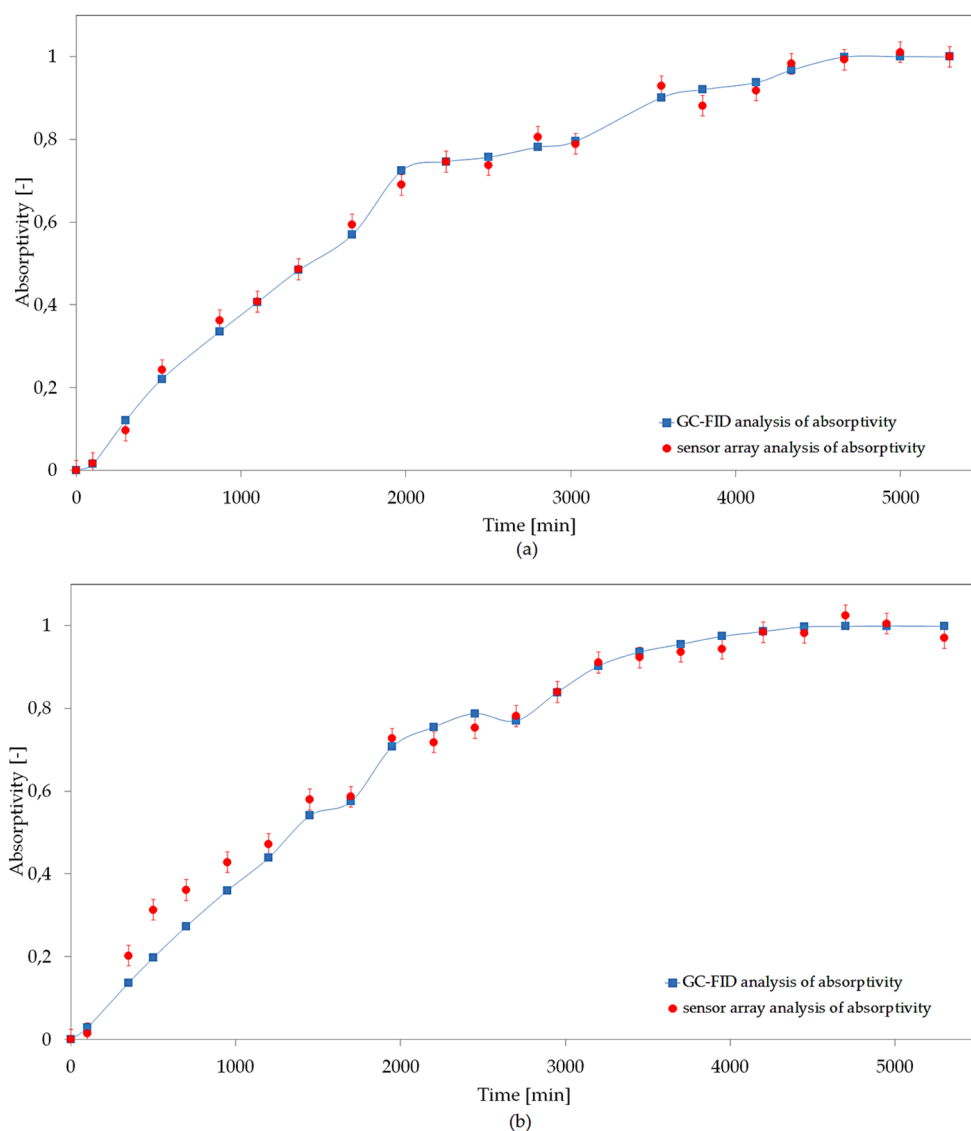 1
0,8
0,6
0,4
0,2
0
Absorptivity [-]
GC-FID analysis of absorptivity
sensor array analysis of absorptivity
0 1000 2000 3000 4000 5000
Time [min]
(a)
1
0,8
0,6
0,4
0,2
0
Absorptivity [-]
GC-FID analysis of absorptivity
sensor array analysis of absorptivity
0 1000 2000 3000 4000 5000
Time [min]
(b)